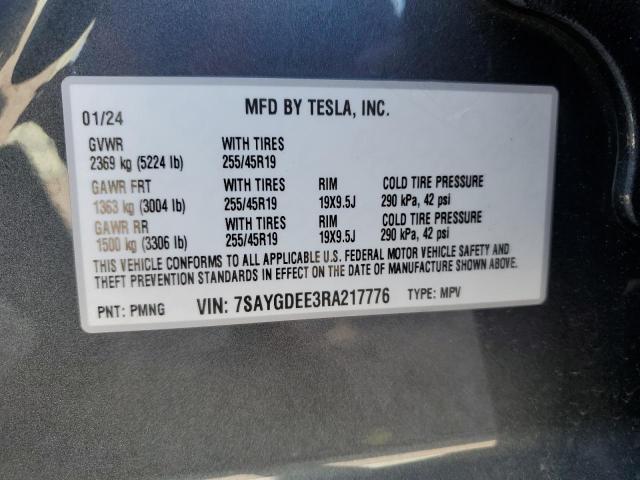 MFD BY TESLA, INC.
01/24
GVWR WITH TIRES
2369 kg (5224 lb) 255/45R19
GAWR FRT WITH TIRES RIM COLD TIRE PRESSURE
1363 kg (3004 lb) 255/45R19 19X9.5J 290 kPa, 42 psi
GAWR RR WITH TIRES RIM COLD TIRE PRESSURE
1500 kg (3306 lb) 255/45R19 19X9.5J 290 kPa, 42 psi
THIS VEHICLE CONFORMS TO ALL APPLICABLE U.S. FEDERAL MOTOR VEHICLE SAFETY AND
THEFT PREVENTION STANDARDS IN EFFECT ON THE DATE OF MANUFACTURE SHOWN ABOVE.
PNT: PMNG VIN: 7SAYGDEE3RA217776 TYPE: MPV